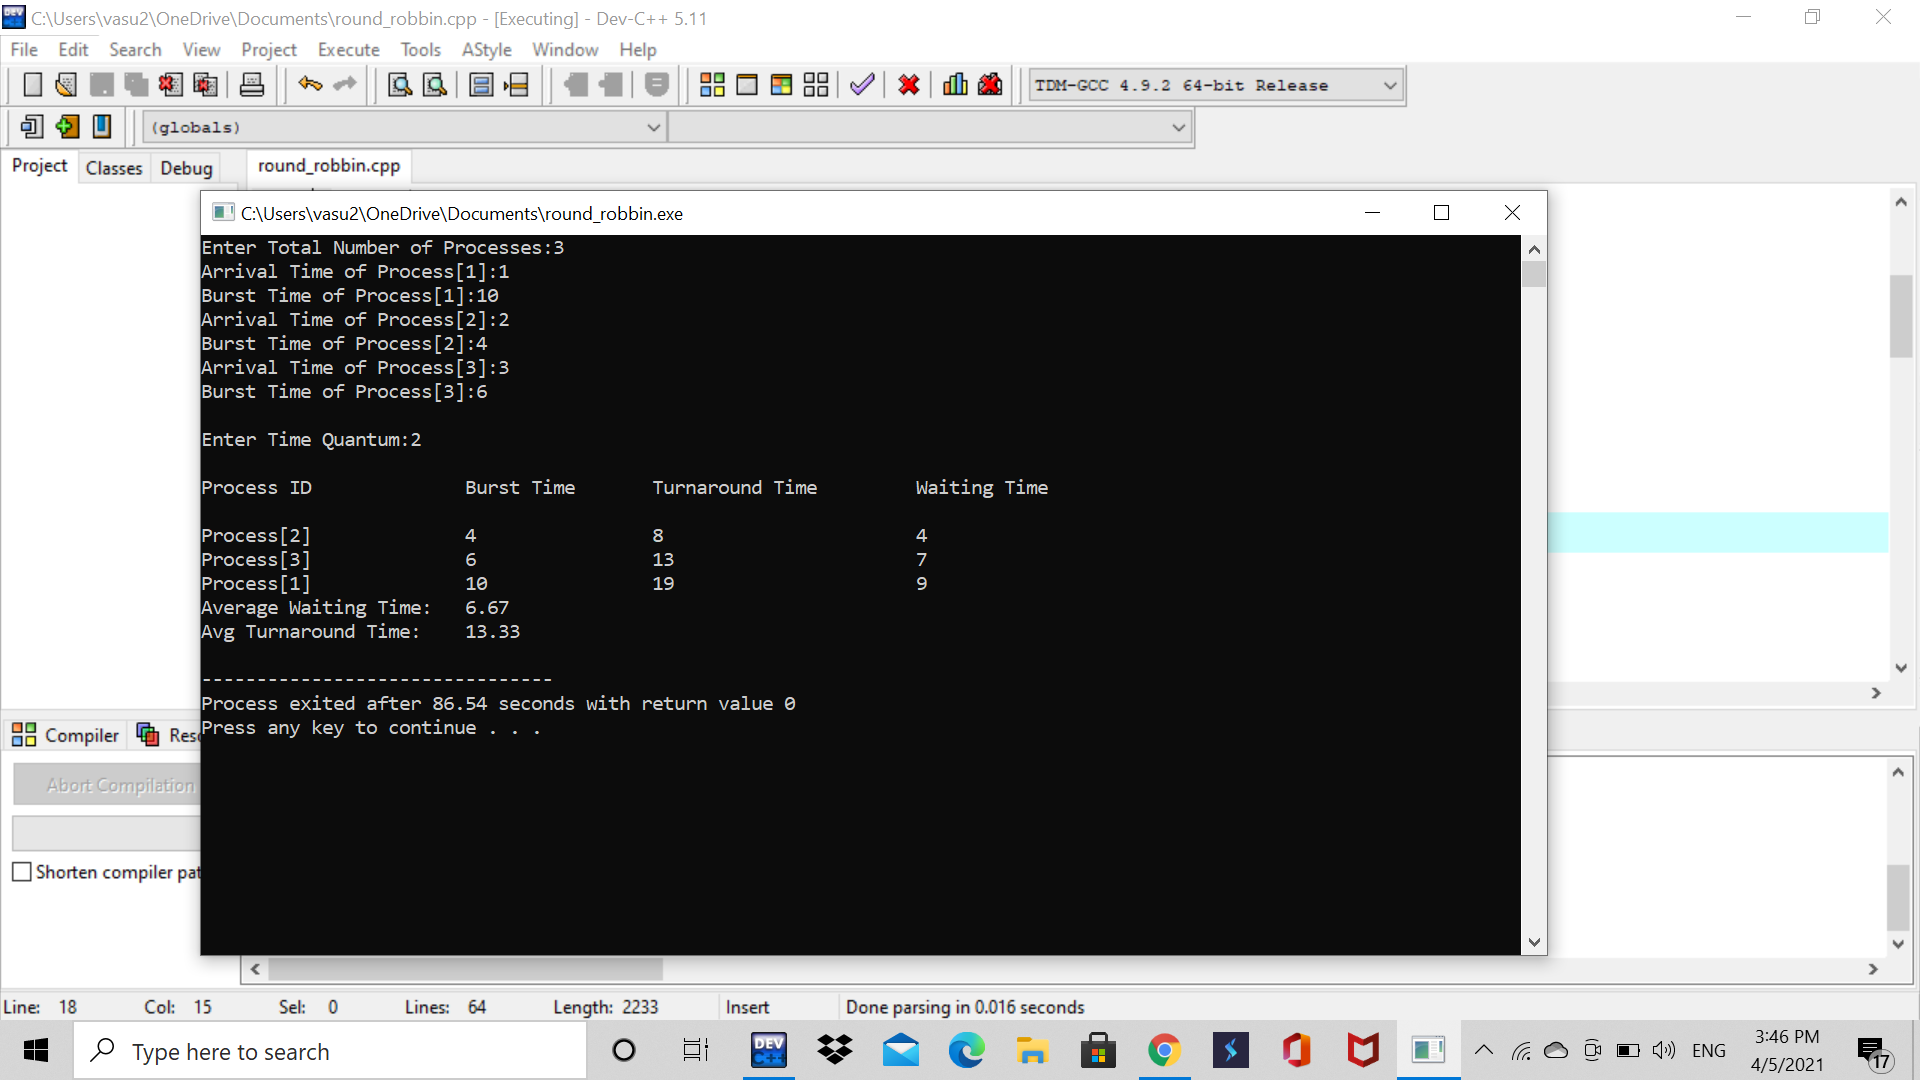 C:\Users\vasu2\OneDrive\Documents\round_robbin.cpp - [Executing] - Dev-C++ 5.11
File Edit Search View Project Execute Tools AStyle Window Help
TDM-GCC 4.9.2 64-bit Release
(globals)
Project Classes Debug round_robbin.cpp
C:\Users\vasu2\OneDrive\Documents\round_robbin.exe
Enter Total Number of Processes:3
Arrival Time of Process[1]:1
Burst Time of Process[1]:10
Arrival Time of Process[2]:2
Burst Time of Process[2]:4
Arrival Time of Process[3]:3
Burst Time of Process[3]:6
Enter Time Quantum:2
Process ID Burst Time Turnaround Time Waiting Time
Process[2] 4 8 4
Process[3] 6 13 7
Process[1] 10 19 9
Average Waiting Time: 6.67
Avg Turnaround Time: 13.33
--------------------------------
Process exited after 86.54 seconds with return value 0
Press any key to continue . . .
Compiler Reso
Abort Compilation
Shorten compiler pat
Line: 18 Col: 15 Sel: 0 Lines: 64 Length: 2233 Insert Done parsing in 0.016 seconds
Type here to search
DEV
C++
ENG
3:46 PM
4/5/2021
17